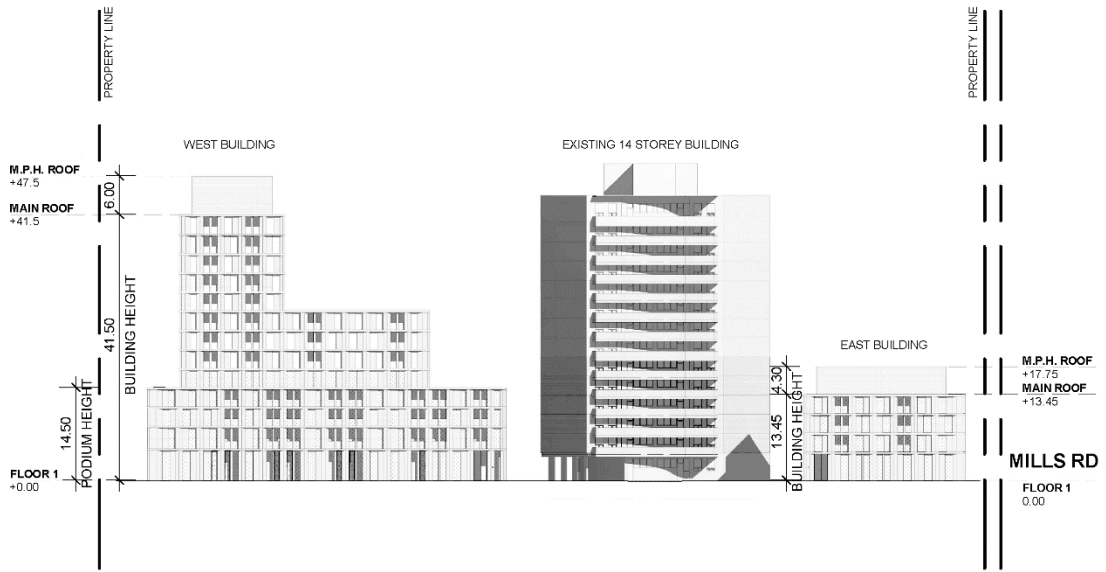 PROPERTY LINE
PROPERTY LINE
WEST BUILDING
EXISTING 14 STOREY BUILDING
M.P.H. ROOF
+47.5
6.00
MAIN ROOF
+41.5
BUILDING HEIGHT
41.50
EAST BUILDING
M.P.H. ROOF
+17.75
4.30
MAIN ROOF
+13.45
PODIUM HEIGHT
14.50
BUILDING HEIGHT
13.45
MILLS RD
FLOOR 1
+0.00
FLOOR 1
0.00